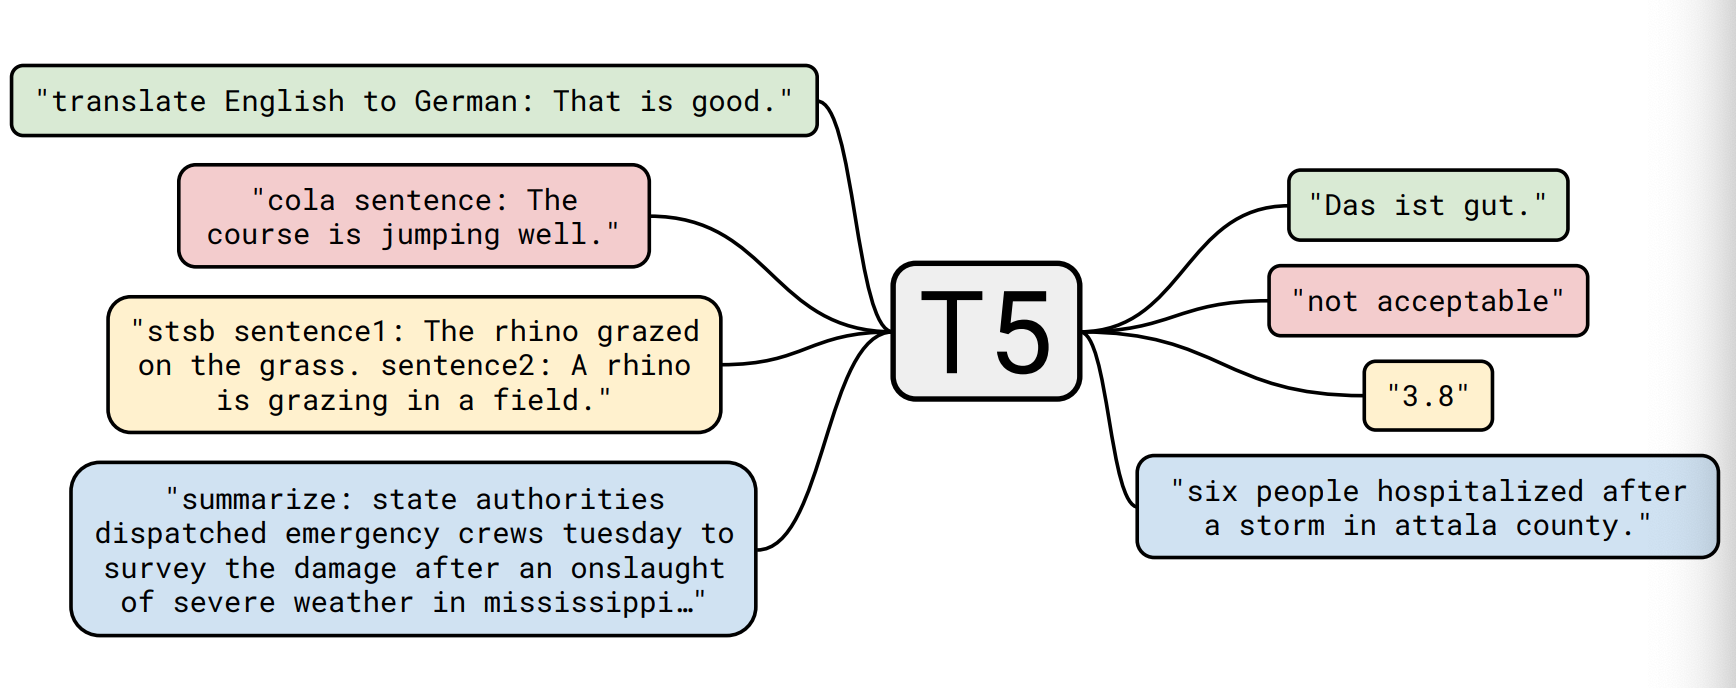 "translate English to German: That is good."
"cola sentence: The
course is jumping well."
"stsb sentence1: The rhino grazed
on the grass. sentence2: A rhino
is grazing in a field."
"summarize: state authorities
dispatched emergency crews tuesday to
survey the damage after an onslaught
of severe weather in mississippi…"
T5
"Das ist gut."
"not acceptable"
"3.8"
"six people hospitalized after
a storm in attala county."